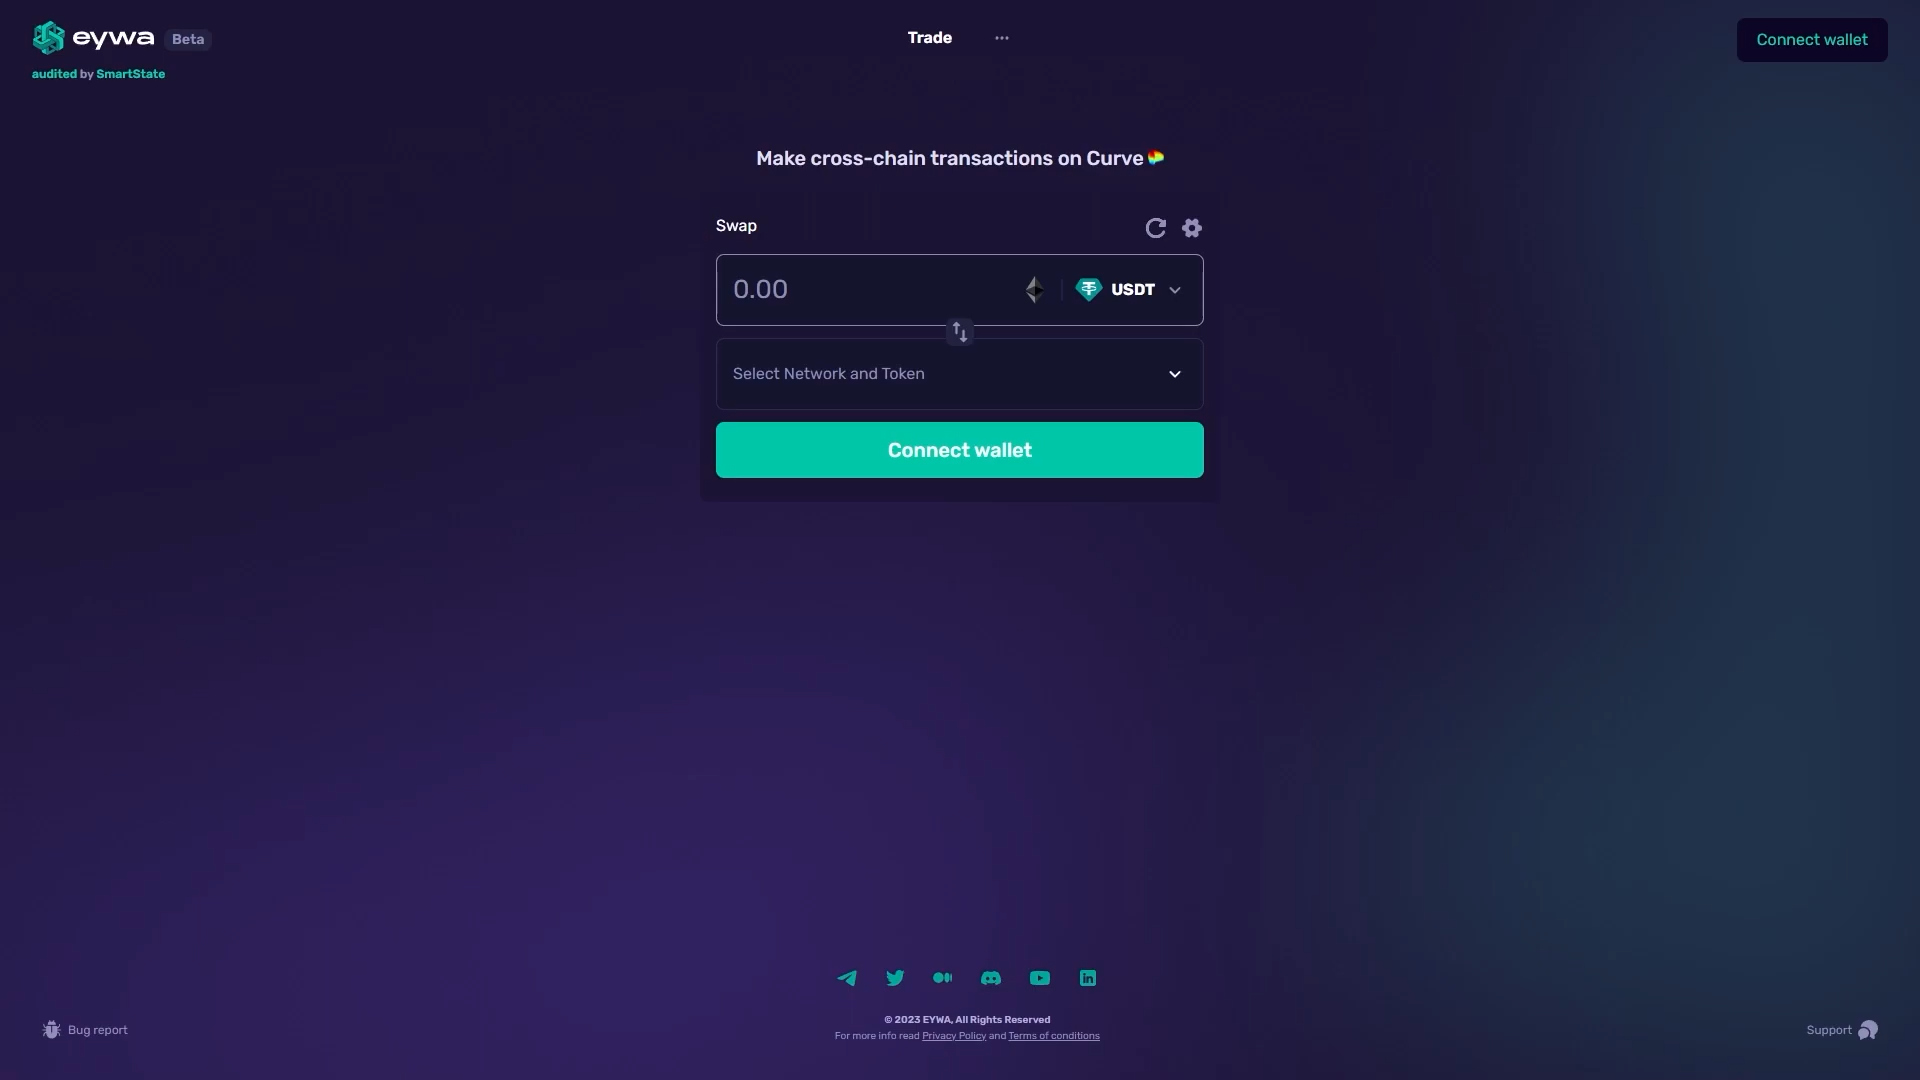 eywa Beta
audited by SmartState
Trade
Connect wallet
Make cross-chain transactions on Curve
Swap
0.00
USDT
Select Network and Token
Connect wallet
© 2023 EYWA, All Rights Reserved
For more info read Privacy Policy and Terms of conditions
Bug report
Support